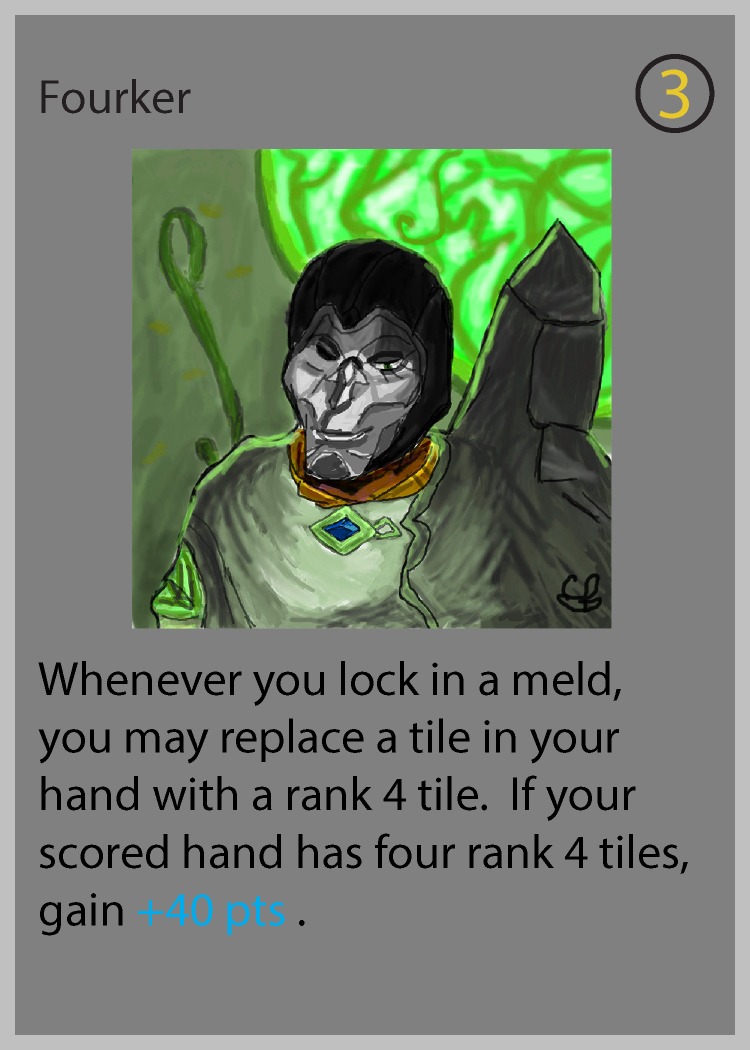 Fourker
3
Whenever you lock in a meld,
you may replace a tile in your
hand with a rank 4 tile.  If your
scored hand has four rank 4 tiles,
gain +40 pts .